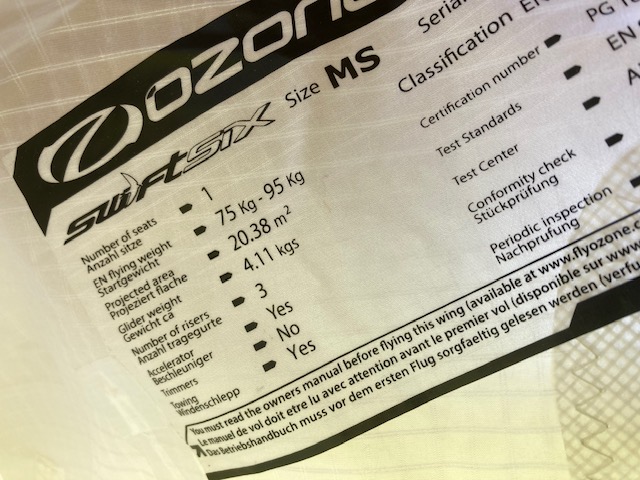 OZONE
SWIFTSIX
Size MS
Number of seats 1
Anzahl sitze
EN flying weight 75 Kg - 95 Kg
Startgewicht
Projected area 20.38 m²
Projeziert flache
Glider weight 4.11 kgs
Gewicht ca
Number of risers 3
Anzahl tragegurte
Accelerator Yes
Beschleuniger
Trimmers No
Towing Yes
Windenschlepp
Classification
Certification number
Test Standards
Test Center
Conformity check
Stückprüfung
Periodic inspection
Nachprufung
PG
EN
You must read the owners manual before flying this wing (available at www.flyozone.c
Le manuel de vol doit etre lu avec attention avant le premier vol (disponible sur www
Das Betriebshandbuch muss vor dem ersten Flug sorgfaeltig gelesen werden (verf